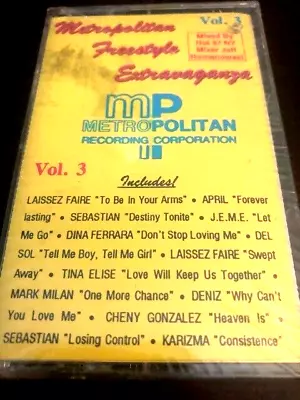 Metropolitan
Vol. 3
Freestyle
Mixed By
Extravaganza
mp
METROPOLITAN
RECORDING CORPORATION
Vol. 3
Includes!
LAISSEZ FAIRE "To Be In Your Arms" • APRIL "Forever
lasting" • SEBASTIAN "Destiny Tonite" • J.E.M.E. "Let
Me Go" • DINA FERRARA "Don't Stop Loving Me" • DEL
SOL "Tell Me Boy, Tell Me Girl" • LAISSEZ FAIRE "Swept
Away" • TINA ELISE "Love Will Keep Us Together" •
MARK MILAN "One More Chance" • DENIZ "Why Can't
You Love Me" • CHENY GONZALEZ "Heaven Is" •
SEBASTIAN "Losing Control" • KARIZMA "Consistence"